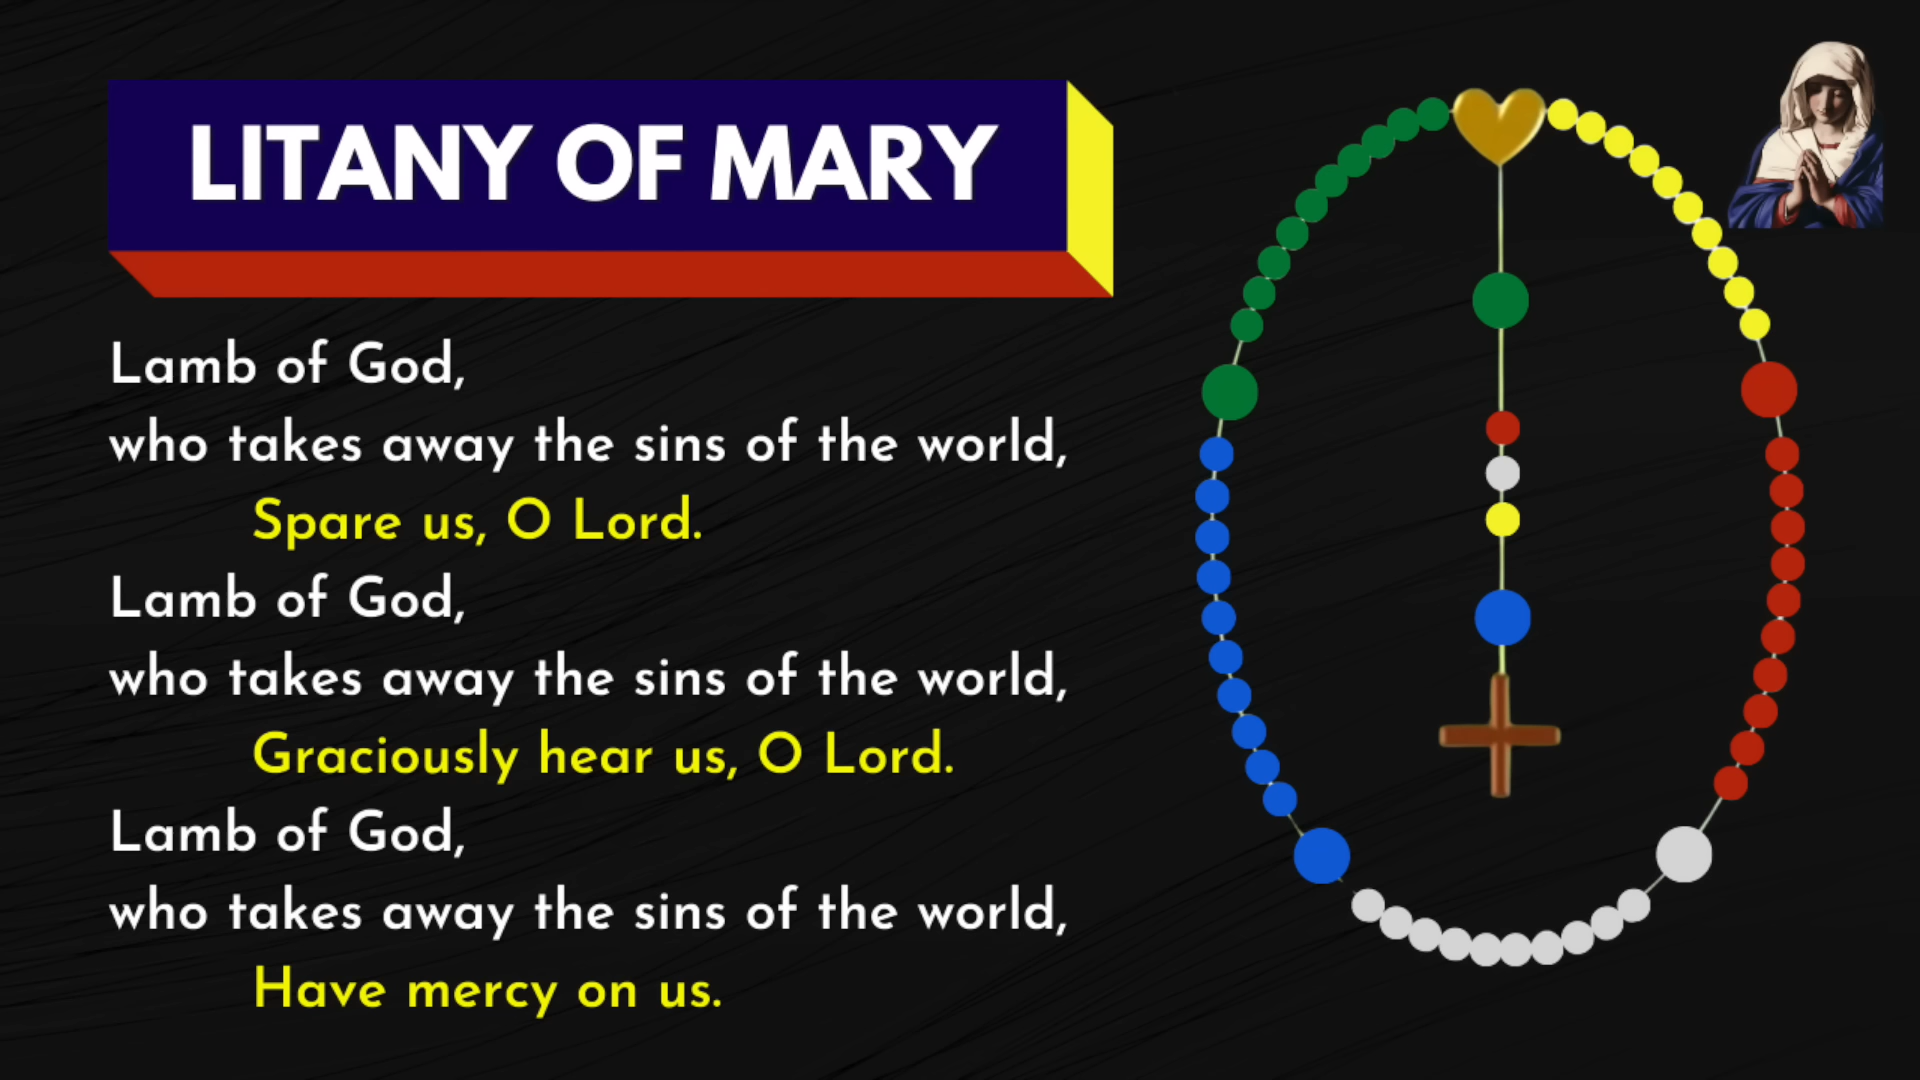 LITANY OF MARY
Lamb of God,
who takes away the sins of the world,
Spare us, O Lord.
Lamb of God,
who takes away the sins of the world,
Graciously hear us, O Lord.
Lamb of God,
who takes away the sins of the world,
Have mercy on us.